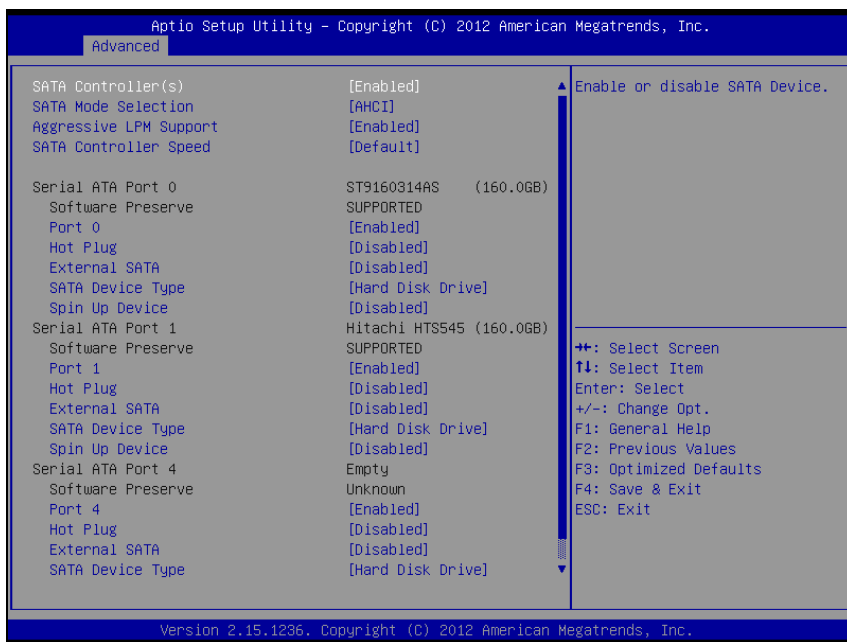 Aptio Setup Utility – Copyright (C) 2012 American Megatrends, Inc.
Advanced
SATA Controller(s) [Enabled]
SATA Mode Selection [AHCI]
Aggressive LPM Support [Enabled]
SATA Controller Speed [Default]
Serial ATA Port 0 ST9160314AS (160.0GB)
Software Preserve SUPPORTED
Port 0 [Enabled]
Hot Plug [Disabled]
External SATA [Disabled]
SATA Device Type [Hard Disk Drive]
Spin Up Device [Disabled]
Serial ATA Port 1 Hitachi HTS545 (160.0GB)
Software Preserve SUPPORTED
Port 1 [Enabled]
Hot Plug [Disabled]
External SATA [Disabled]
SATA Device Type [Hard Disk Drive]
Spin Up Device [Disabled]
Serial ATA Port 4 Empty
Software Preserve Unknown
Port 4 [Enabled]
Hot Plug [Disabled]
External SATA [Disabled]
SATA Device Type [Hard Disk Drive]
Enable or disable SATA Device.
→←: Select Screen
↑↓: Select Item
Enter: Select
+/-: Change Opt.
F1: General Help
F2: Previous Values
F3: Optimized Defaults
F4: Save & Exit
ESC: Exit
Version 2.15.1236. Copyright (C) 2012 American Megatrends, Inc.